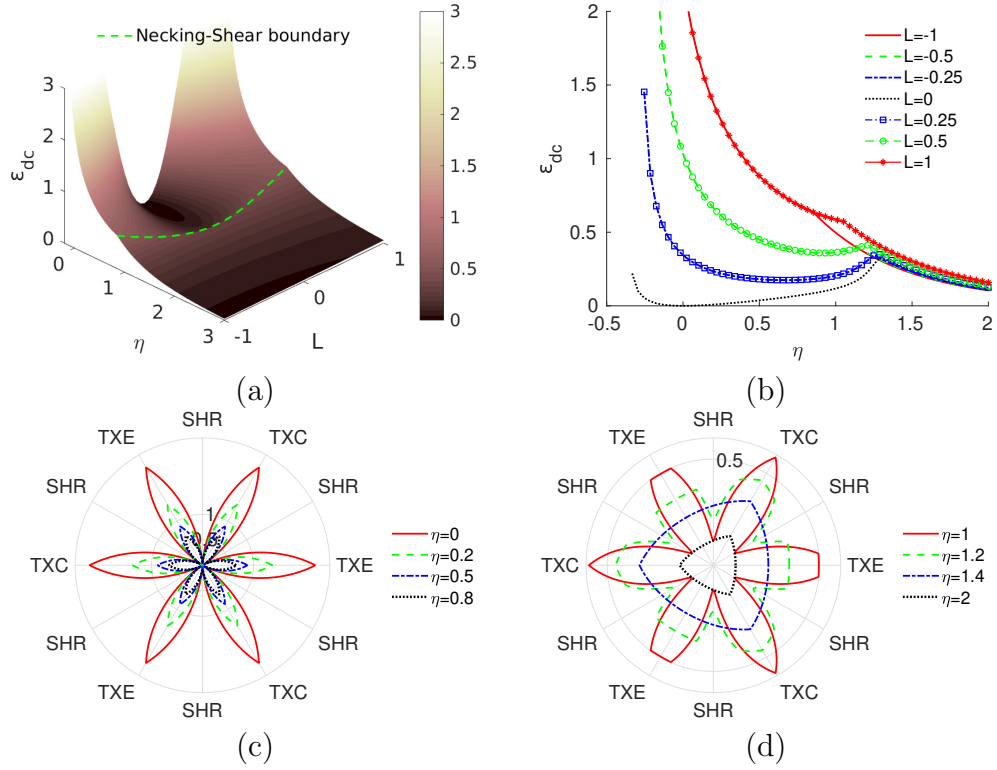 Necking-Shear boundary
3
2.5
2
1.5
1
0.5
0
3
2
1
0
ε_dc
0
1
2
3
η
-1
0
1
L
(a)
2
1.5
1
0.5
0
ε_dc
-0.5
0
0.5
1
1.5
2
η
L=-1
L=-0.5
L=-0.25
L=0
L=0.25
L=0.5
L=1
(b)
SHR
TXC
SHR
TXE
SHR
TXC
SHR
TXE
SHR
TXC
SHR
TXE
1
η=0
η=0.2
η=0.5
η=0.8
(c)
SHR
TXC
SHR
TXE
SHR
TXC
SHR
TXE
SHR
TXC
SHR
TXE
0.5
η=1
η=1.2
η=1.4
η=2
(d)